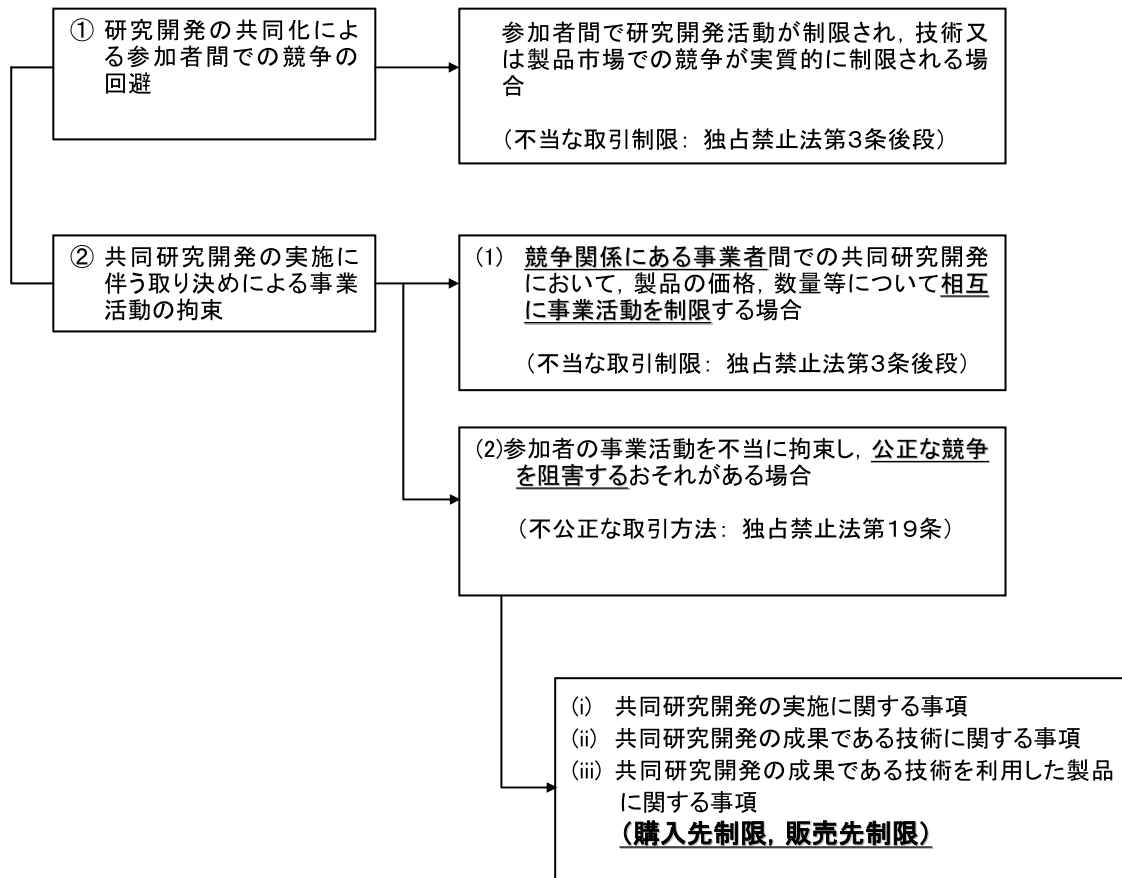 ① 研究開発の共同化によ
る参加者間での競争の
回避
参加者間で研究開発活動が制限され，技術又
は製品市場での競争が実質的に制限される場
合
（不当な取引制限： 独占禁止法第3条後段）
② 共同研究開発の実施に
伴う取り決めによる事業
活動の拘束
(1) 競争関係にある事業者間での共同研究開発
において，製品の価格，数量等について相互
に事業活動を制限する場合
（不当な取引制限： 独占禁止法第3条後段）
(2)参加者の事業活動を不当に拘束し，公正な競争
を阻害するおそれがある場合
（不公正な取引方法： 独占禁止法第19条）
(i) 共同研究開発の実施に関する事項
(ii) 共同研究開発の成果である技術に関する事項
(iii) 共同研究開発の成果である技術を利用した製品
に関する事項
（購入先制限，販売先制限）